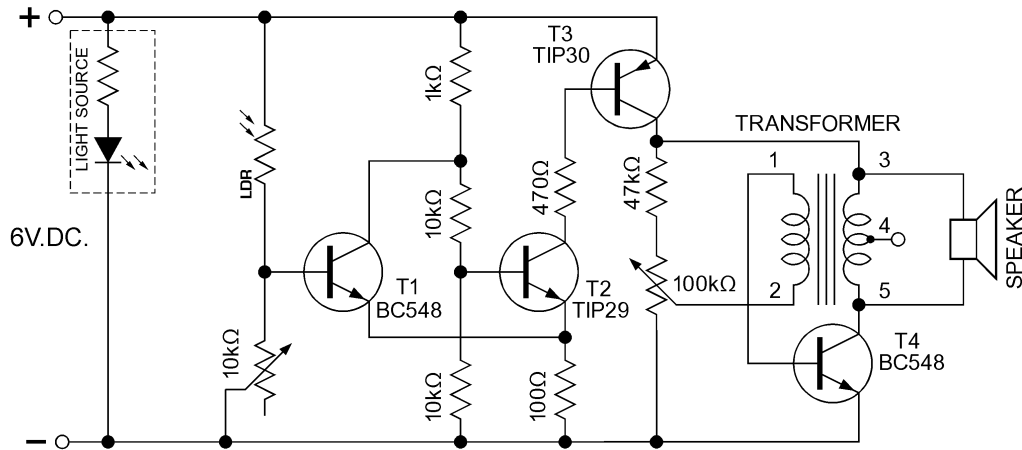 +
LIGHT SOURCE
6V.DC.
−
LDR
10kΩ
T1
BC548
1kΩ
10kΩ
10kΩ
470Ω
T2
TIP29
100Ω
T3
TIP30
47kΩ
100kΩ
TRANSFORMER
1
2
3
4
5
SPEAKER
T4
BC548